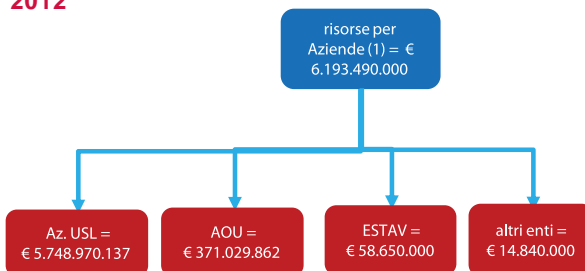 2012
risorse per
Aziende (1) = €
6.193.490.000
Az. USL =
€ 5.748.970.137
AOU =
€ 371.029.862
ESTAV =
€ 58.650.000
altri enti =
€ 14.840.000